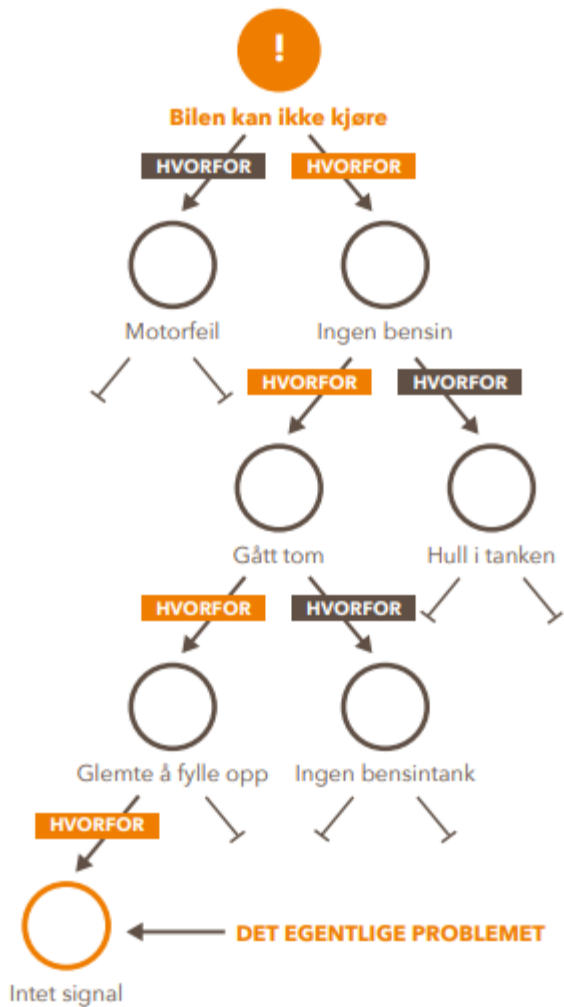 !
Bilen kan ikke kjøre
HVORFOR HVORFOR
Motorfeil Ingen bensin
HVORFOR HVORFOR
Gått tom Hull i tanken
HVORFOR HVORFOR
Glemte å fylle opp Ingen bensintank
HVORFOR
DET EGENTLIGE PROBLEMET
Intet signal